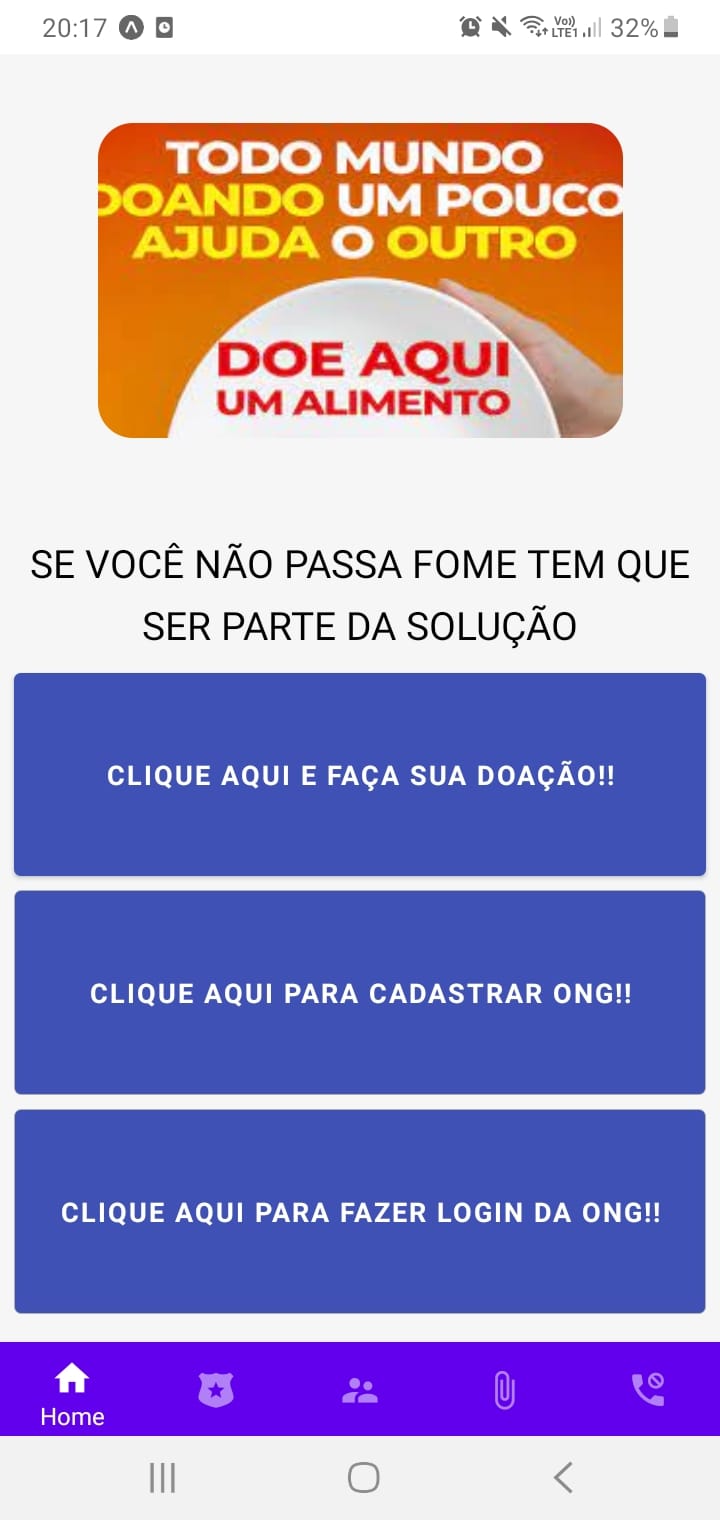 20:17
Vo))
LTE1
32%
TODO MUNDO
DOANDO UM POUCO
AJUDA O OUTRO
DOE AQUI
UM ALIMENTO
SE VOCÊ NÃO PASSA FOME TEM QUE
SER PARTE DA SOLUÇÃO
CLIQUE AQUI E FAÇA SUA DOAÇÃO!!
CLIQUE AQUI PARA CADASTRAR ONG!!
CLIQUE AQUI PARA FAZER LOGIN DA ONG!!
Home